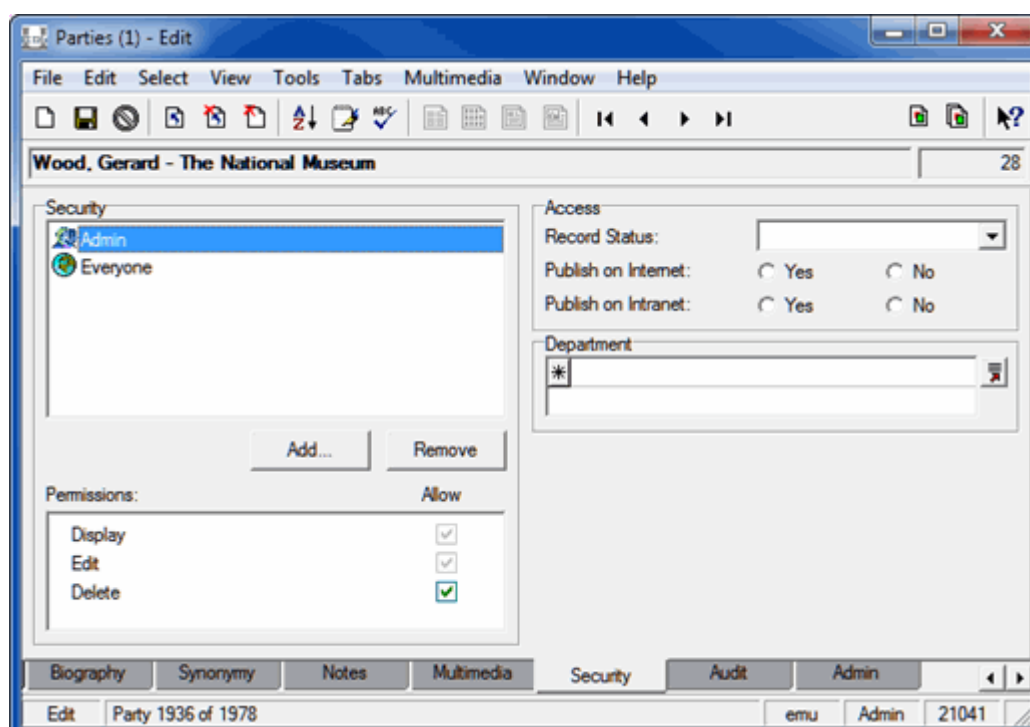 Parties (1) - Edit
File Edit Select View Tools Tabs Multimedia Window Help
Wood, Gerard - The National Museum 28
Security
Admin
Everyone
Add... Remove
Permissions: Allow
Display
Edit
Delete
Access
Record Status:
Publish on Internet: Yes No
Publish on Intranet: Yes No
Department
Biography Synonymy Notes Multimedia Security Audit Admin
Edit Party 1936 of 1978 emu Admin 21041